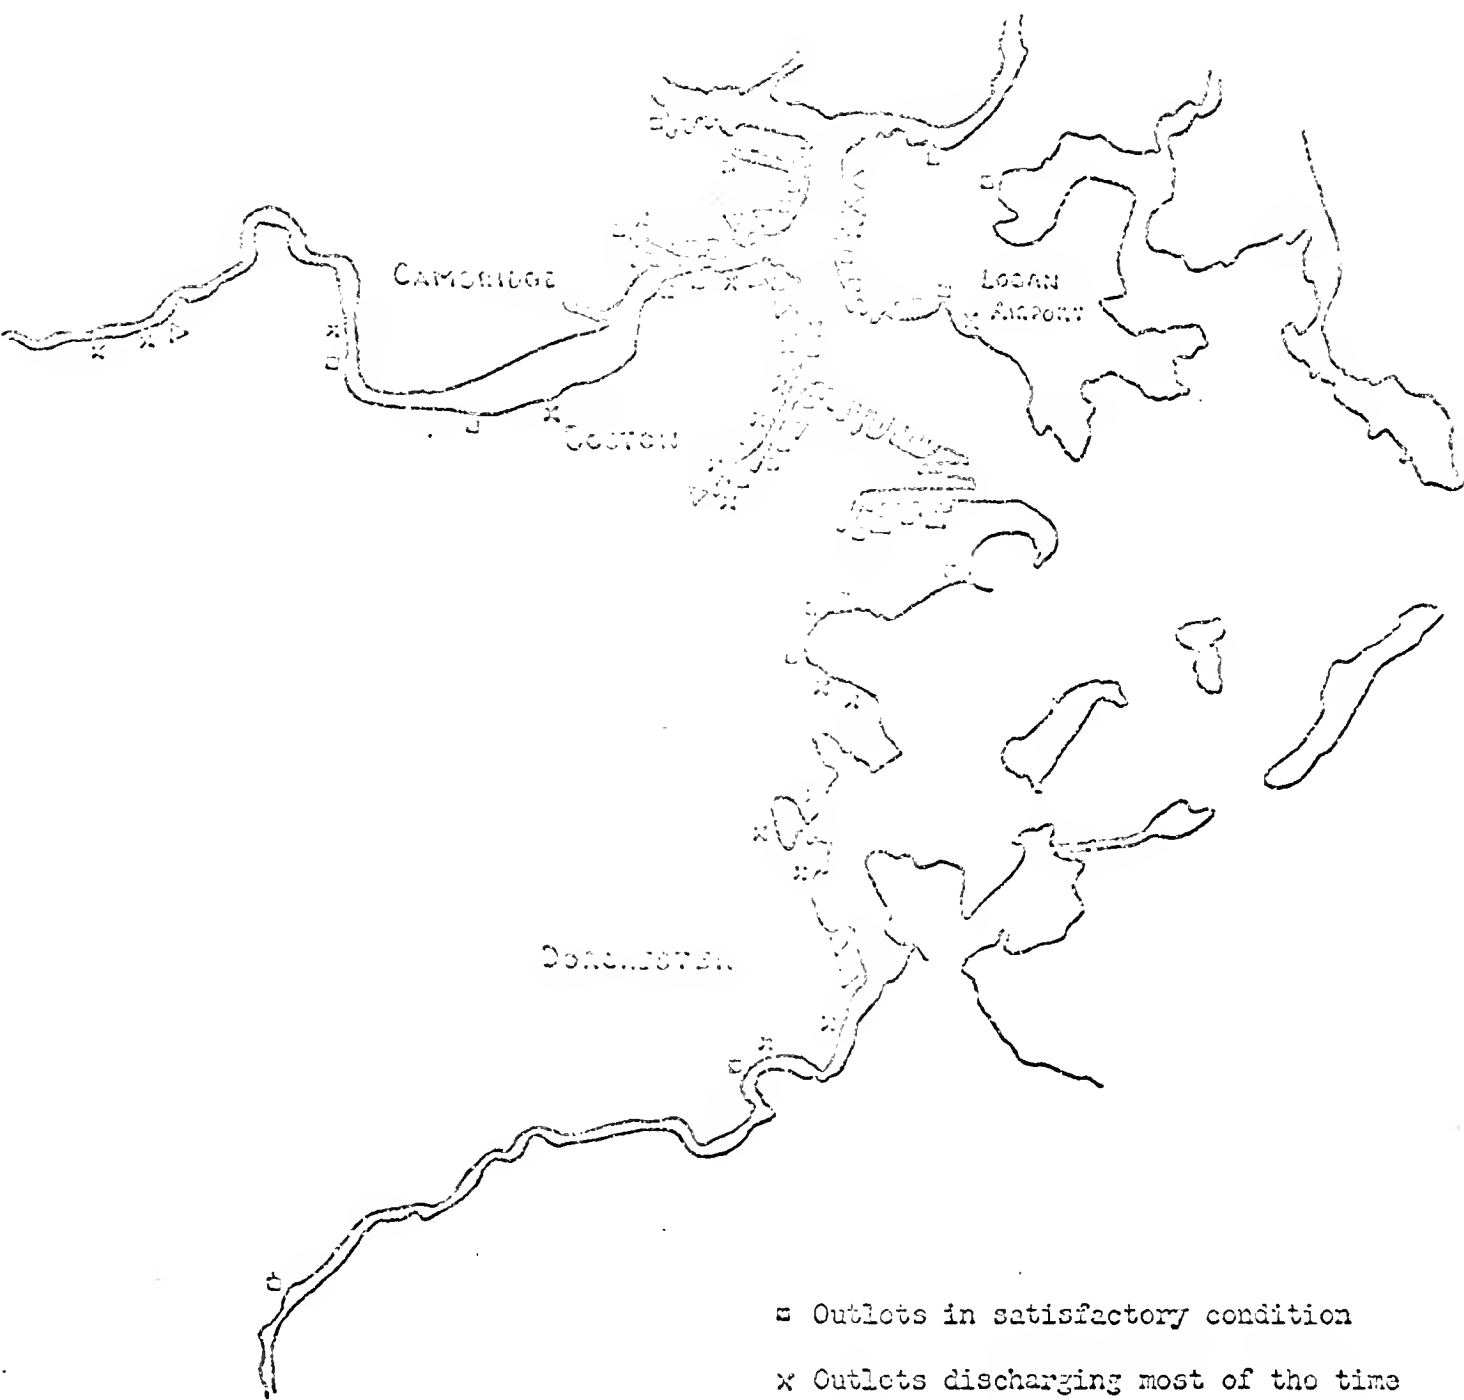 CAMBRIDGE
LOGAN
AIRPORT
BOSTON
DORCHESTER
Outlets in satisfactory condition
x Outlets discharging most of the time